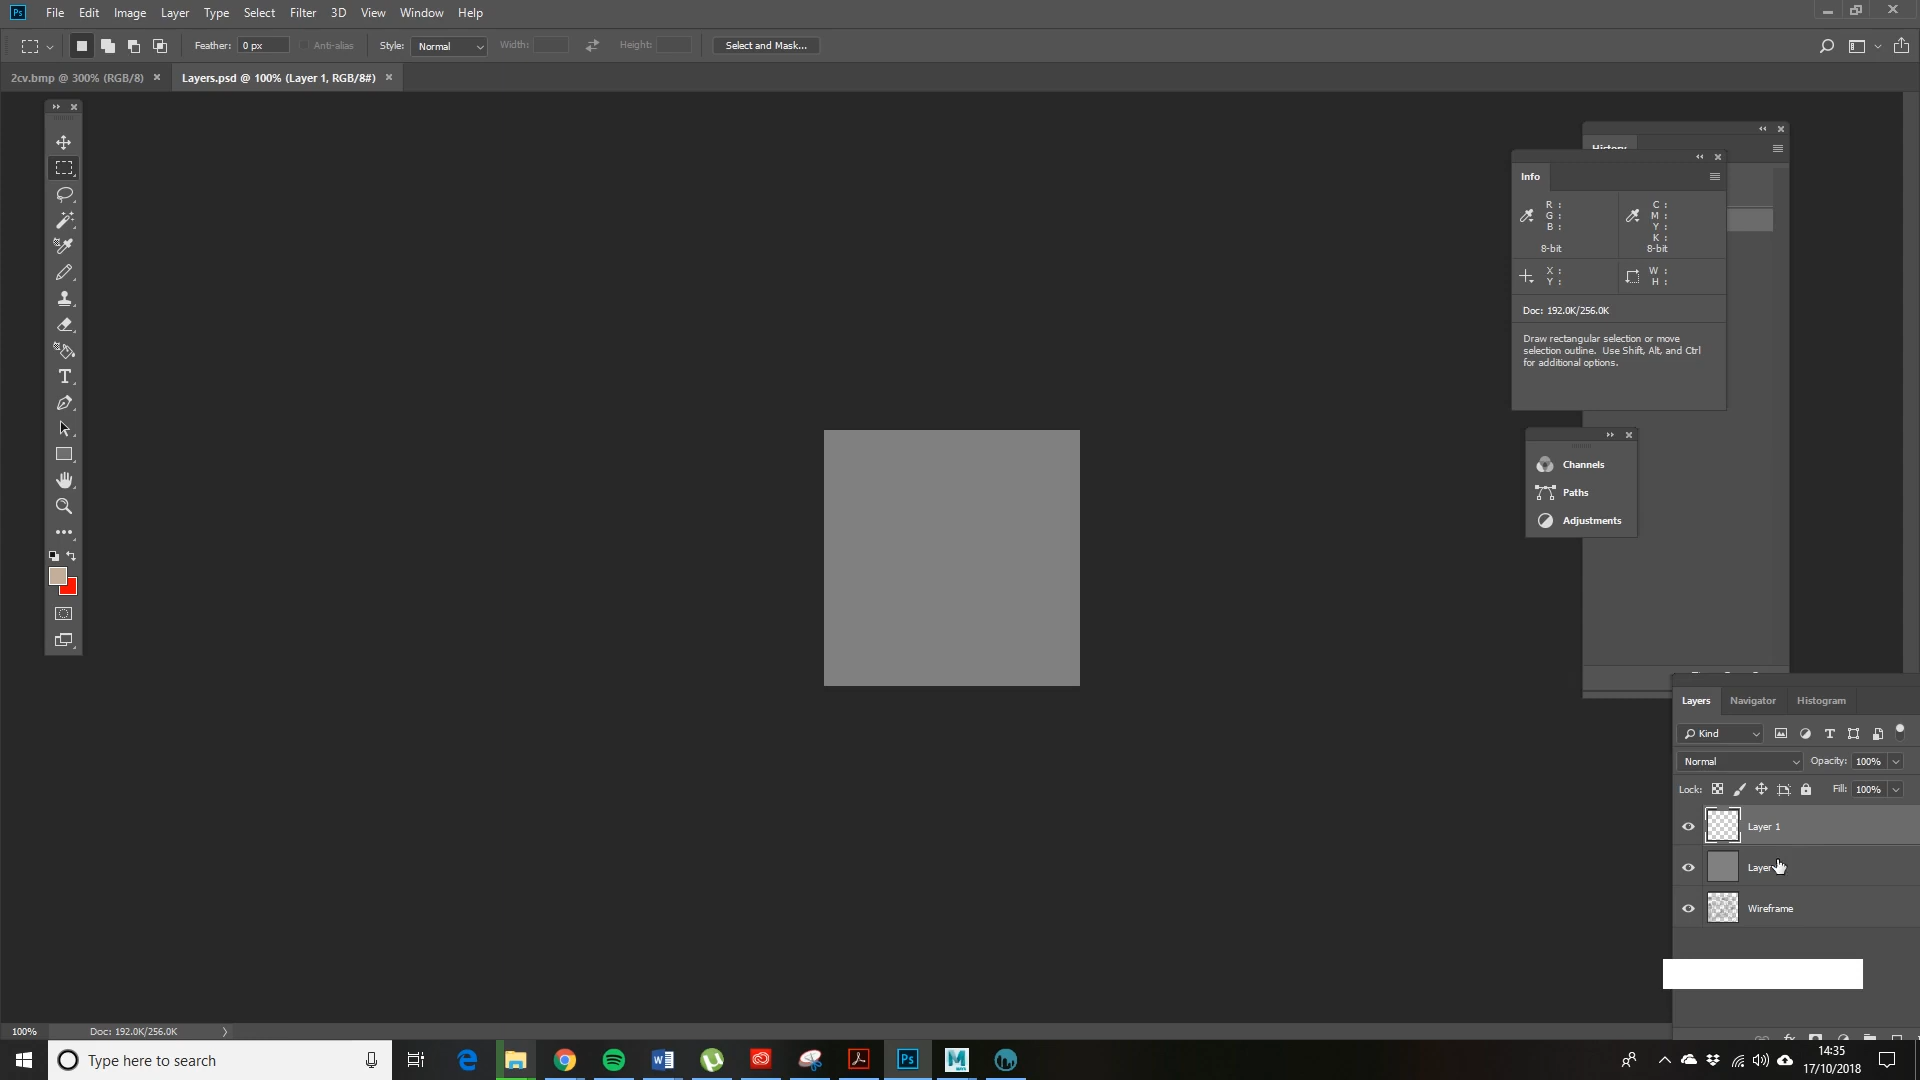 Ps File Edit Image Layer Type Select Filter 3D View Window Help
Feather: 0 px Anti-alias Style: Normal Width: Height: Select and Mask...
2cv.bmp @ 300% (RGB/8) × Layers.psd @ 100% (Layer 1, RGB/8#) ×
History
Info
R : C :
G : M :
B : Y :
K :
8-bit 8-bit
X : W :
Y : H :
Doc: 192.0K/256.0K
Draw rectangular selection or move
selection outline. Use Shift, Alt, and Ctrl
for additional options.
Channels
Paths
Adjustments
Layers Navigator Histogram
Kind
Normal Opacity: 100%
Lock: Fill: 100%
Layer 1
Layer
Wireframe
100% Doc: 192.0K/256.0K
Type here to search
14:35
17/10/2018